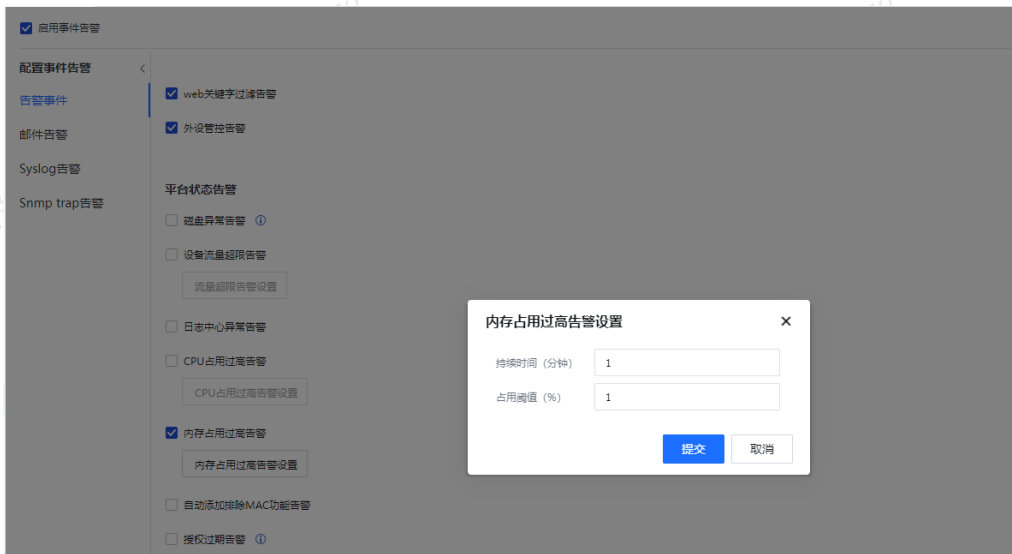 启用事件告警
配置事件告警
告警事件
邮件告警
Syslog告警
Snmp trap告警
web关键字过滤告警
外设管控告警
平台状态告警
磁盘异常告警
设备流量超限告警
流量超限告警设置
日志中心异常告警
CPU占用过高告警
CPU占用过高告警设置
内存占用过高告警
内存占用过高告警设置
自动添加排除MAC功能告警
授权过期告警
内存占用过高告警设置
持续时间（分钟） 1
占用阈值（%） 1
提交 取消